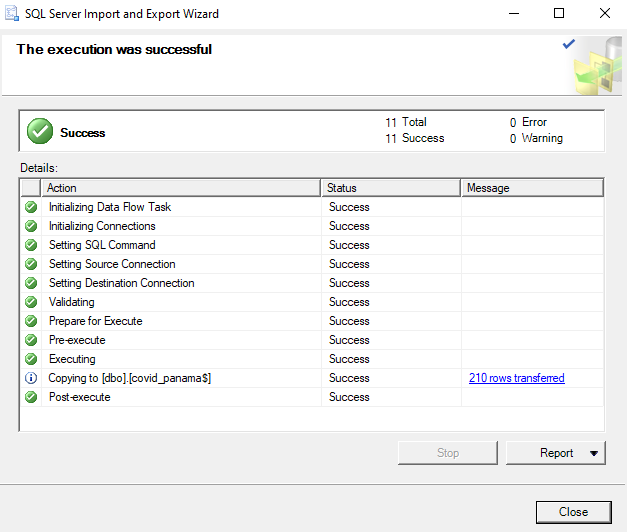 SQL Server Import and Export Wizard
The execution was successful
Success
11 Total 0 Error
11 Success 0 Warning
Details:
Action Status Message
Initializing Data Flow Task Success
Initializing Connections Success
Setting SQL Command Success
Setting Source Connection Success
Setting Destination Connection Success
Validating Success
Prepare for Execute Success
Pre-execute Success
Executing Success
Copying to [dbo].[covid_panama$] Success 210 rows transferred
Post-execute Success
Stop Report
Close